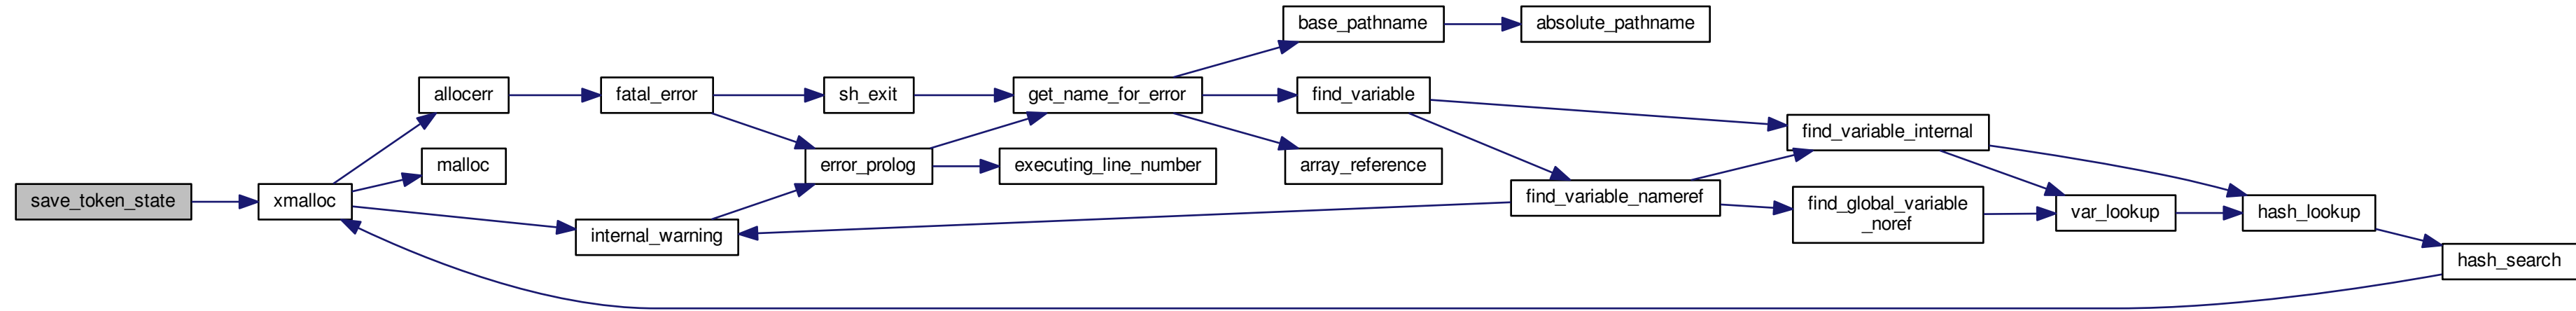 base_pathname
absolute_pathname
allocerr
fatal_error
sh_exit
get_name_for_error
find_variable
find_variable_internal
malloc
error_prolog
executing_line_number
array_reference
save_token_state
xmalloc
find_variable_nameref
find_global_variable
_noref
var_lookup
hash_lookup
internal_warning
hash_search